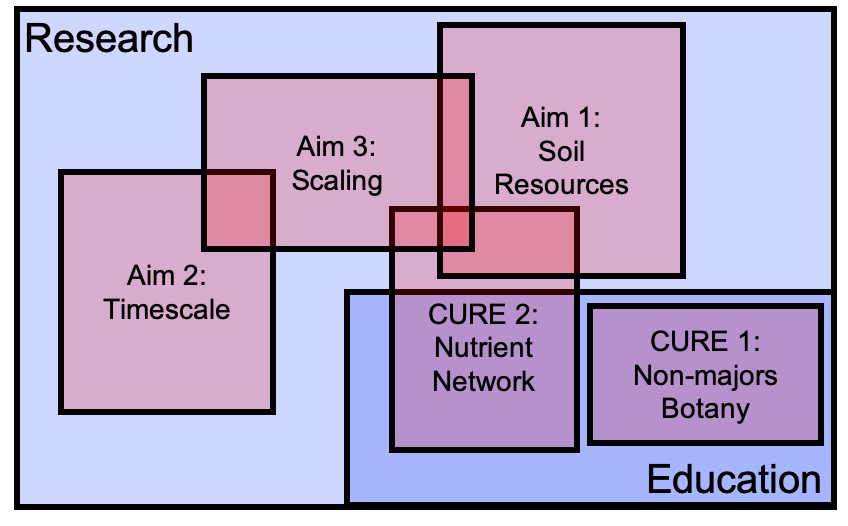 Research
Aim 1:
Soil
Resources
Aim 3:
Scaling
Aim 2:
Timescale
CURE 2:
Nutrient
Network
CURE 1:
Non-majors
Botany
Education